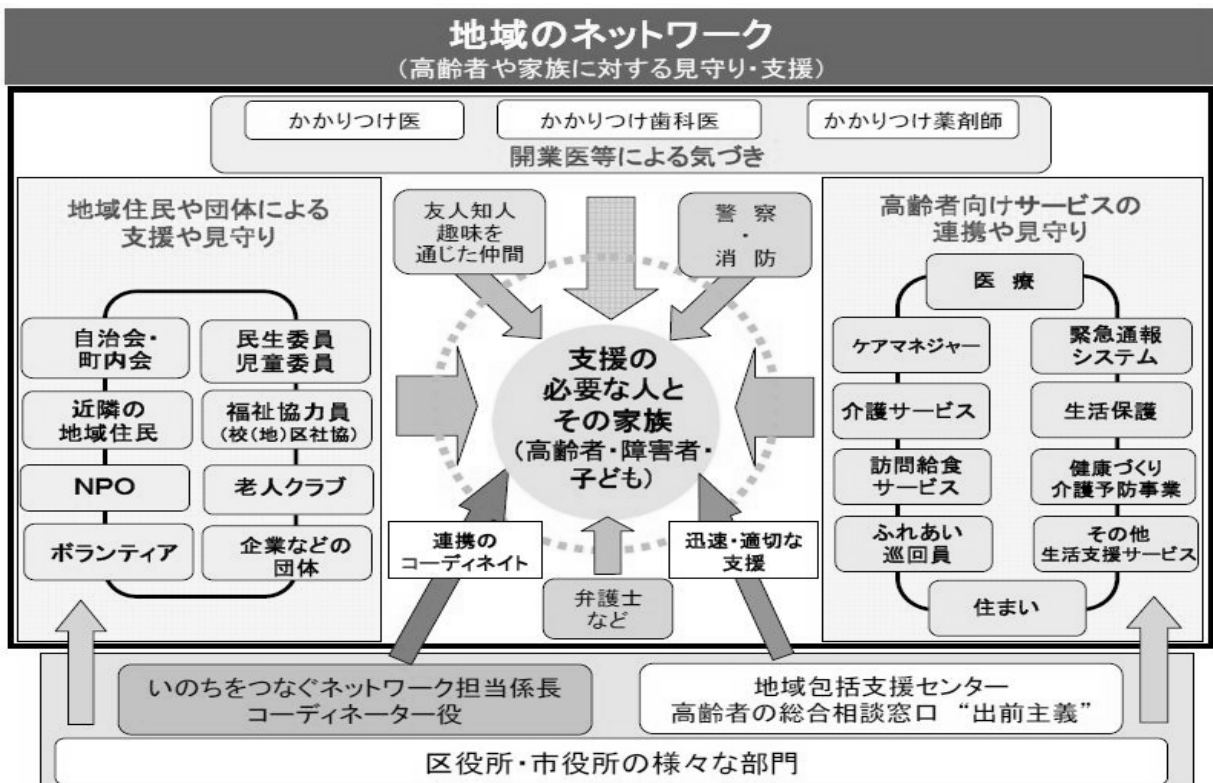 地域のネットワーク
(高齢者や家族に対する見守り・支援)
かかりつけ医
かかりつけ歯科医
かかりつけ薬剤師
開業医等による気づき
地域住民や団体による
支援や見守り
自治会・
町内会
民生委員
児童委員
近隣の
地域住民
福祉協力員
(校(地)区社協)
NPO
老人クラブ
ボランティア
企業などの
団体
友人知人
趣味を
通じた仲間
警察
・
消防
支援の
必要な人と
その家族
(高齢者・障害者・
子ども)
連携の
コーディネイト
迅速・適切な
支援
弁護士
など
高齢者向けサービスの
連携や見守り
医療
ケアマネジャー
緊急通報
システム
介護サービス
生活保護
訪問給食
サービス
健康づくり
介護予防事業
ふれあい
巡回員
その他
生活支援サービス
住まい
いのちをつなぐネットワーク担当係長
コーディネーター役
地域包括支援センター
高齢者の総合相談窓口 “出前主義”
区役所・市役所の様々な部門